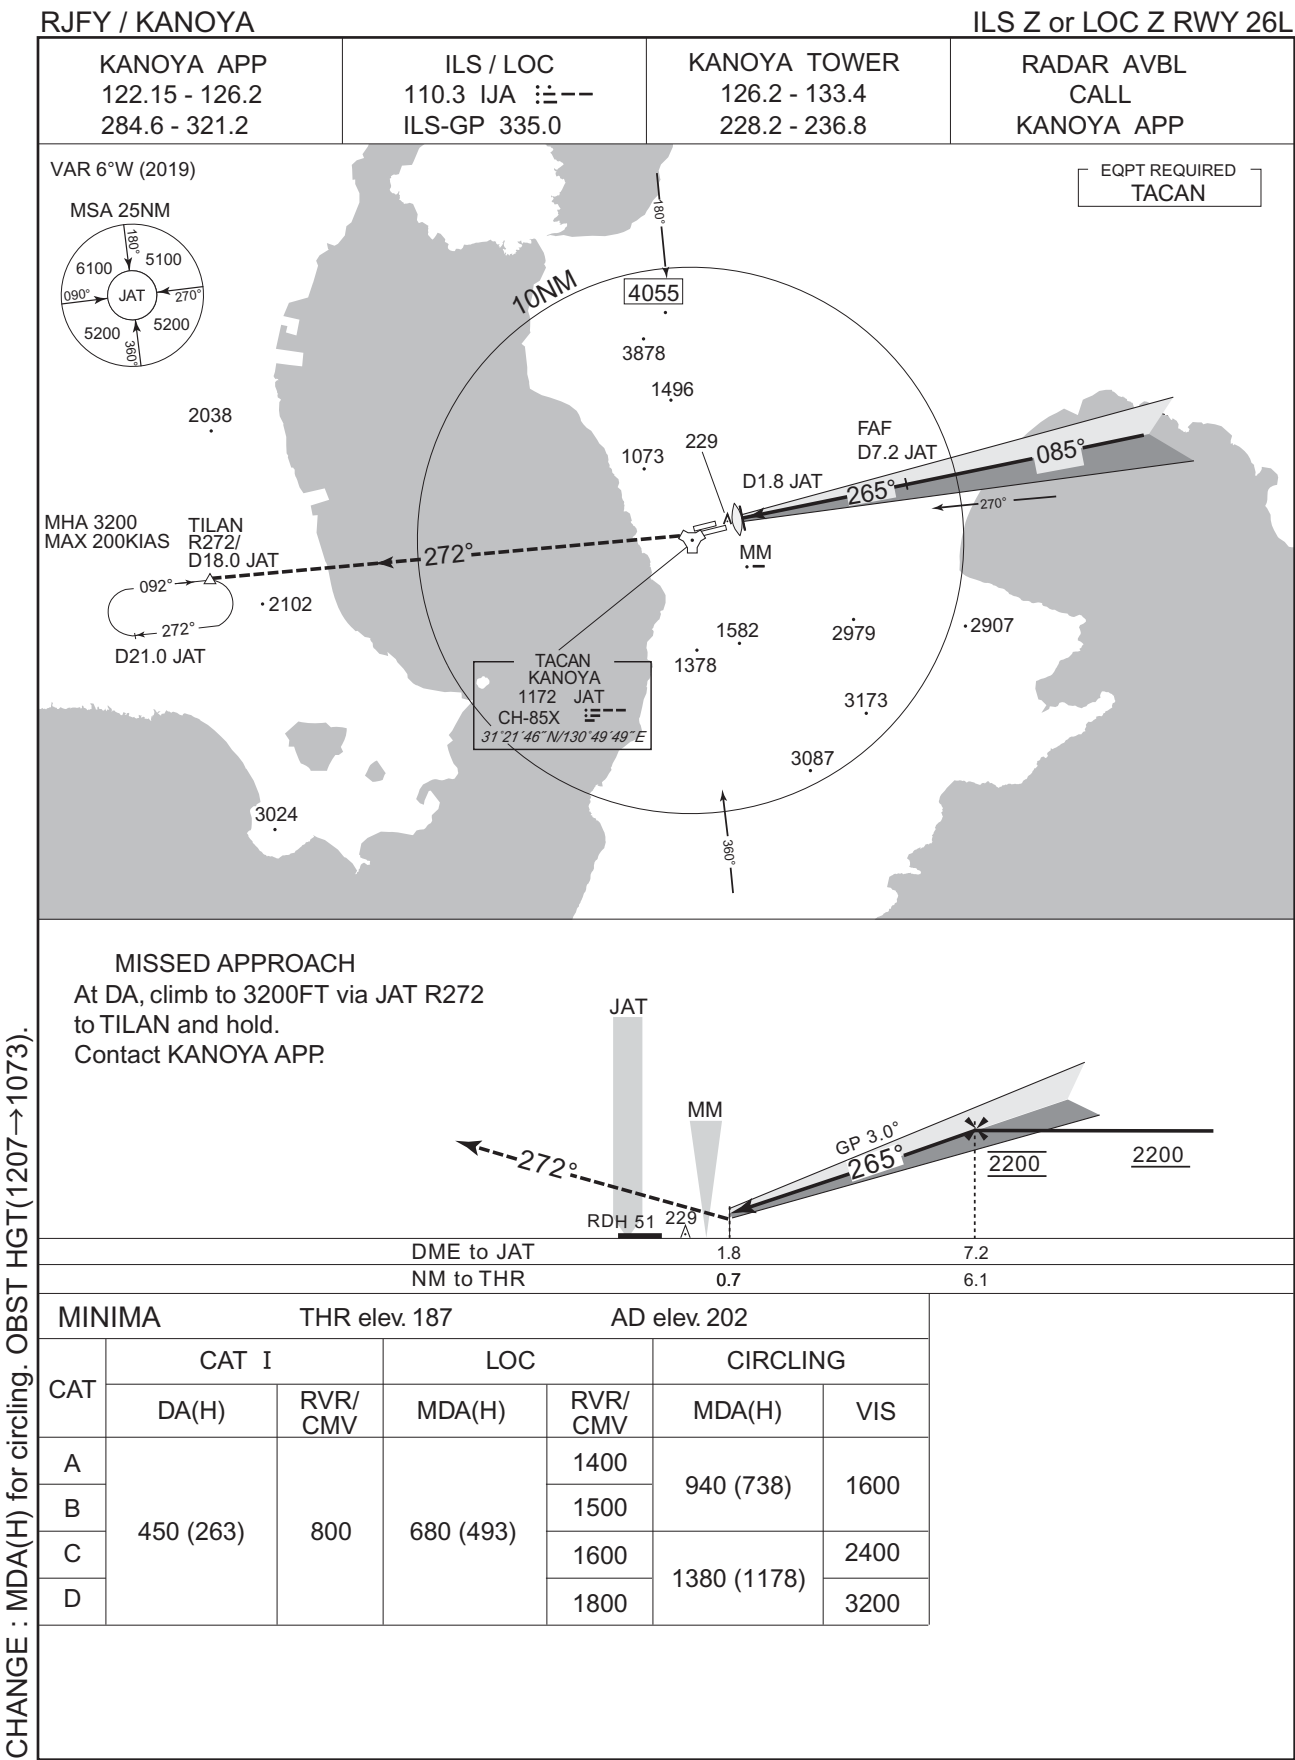 RJFY / KANOYA
ILS Z or LOC Z RWY 26L
KANOYA APP
122.15 - 126.2
284.6 - 321.2
ILS / LOC
110.3 IJA
ILS-GP 335.0
KANOYA TOWER
126.2 - 133.4
228.2 - 236.8
RADAR AVBL
CALL
KANOYA APP
VAR 6°W (2019)
EQPT REQUIRED
TACAN
MSA 25NM
180°
6100
5100
090°
JAT
270°
5200
5200
360°
180°
10NM
4055
3878
1496
2038
1073
229
FAF
D7.2 JAT
085°
D1.8 JAT
265°
270°
MHA 3200
MAX 200KIAS
TILAN
R272/
D18.0 JAT
272°
MM
092°
2102
272°
D21.0 JAT
1582
1378
2979
2907
TACAN
KANOYA
1172 JAT
CH-85X
31°21´46˝N/130°49´49˝E
3173
3087
3024
360°
MISSED APPROACH
At DA, climb to 3200FT via JAT R272
to TILAN and hold.
Contact KANOYA APP.
JAT
MM
GP 3.0°
265°
272°
2200
2200
RDH 51
229
DME to JAT 1.8 7.2
NM to THR 0.7 6.1
MINIMA THR elev. 187 AD elev. 202
CAT
CAT I
LOC
CIRCLING
DA(H)
RVR/
CMV
MDA(H)
RVR/
CMV
MDA(H)
VIS
A
B
C
D
450 (263)
800
680 (493)
1400
1500
1600
1800
940 (738)
1380 (1178)
1600
2400
3200
CHANGE : MDA(H) for circling. OBST HGT(1207→1073).